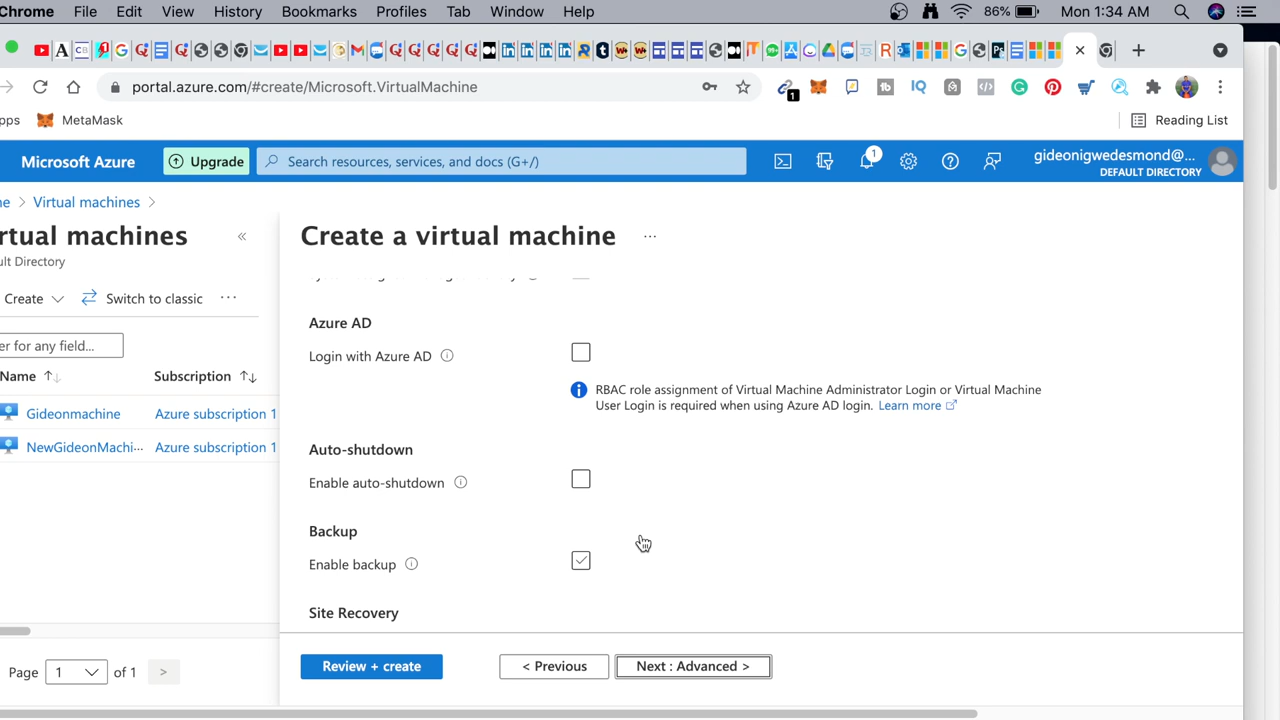 Chrome File Edit View History Bookmarks Profiles Tab Window Help 86% Mon 1:34 AM
portal.azure.com/#create/Microsoft.VirtualMachine
pps MetaMask Reading List
Microsoft Azure Upgrade Search resources, services, and docs (G+/) 1 gideonigwedesmond@...
DEFAULT DIRECTORY
ne > Virtual machines >
rtual machines «
ult Directory
Create Switch to classic ...
er for any field...
Name Subscription
Gideonmachine Azure subscription 1
NewGideonMachi... Azure subscription 1
Page 1 of 1 >
Create a virtual machine ...
Azure AD
Login with Azure AD
RBAC role assignment of Virtual Machine Administrator Login or Virtual Machine
User Login is required when using Azure AD login. Learn more
Auto-shutdown
Enable auto-shutdown
Backup
Enable backup
Site Recovery
Review + create < Previous Next : Advanced >